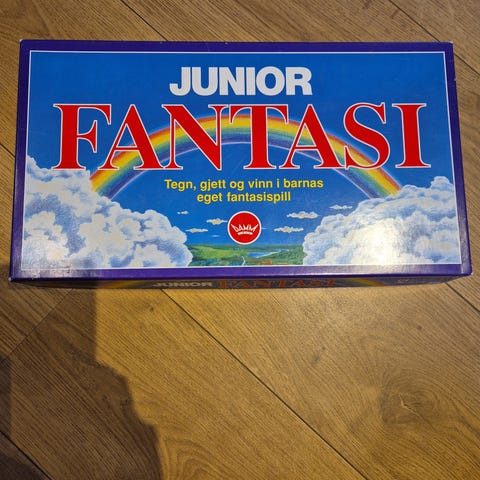 JUNIOR
FANTASI
Tegn, gjett og vinn i barnas
eget fantasispill
DAMM
JUNIOR FANTASI